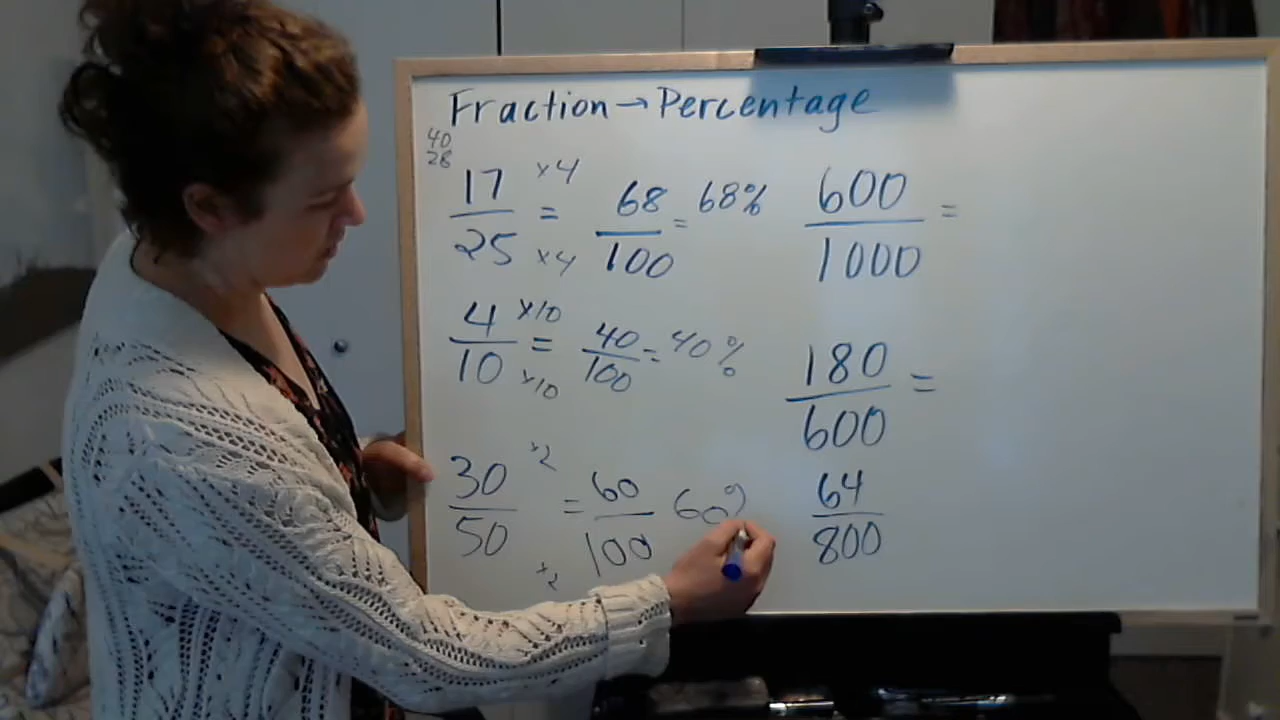 Fraction → Percentage
40
28
17/25 ×4 ×4 = 68/100 = 68%
4/10 ×10 ×10 = 40/100 = 40%
30/50 ×2 ×2 = 60/100 60%
600/1000 =
180/600 =
64/800